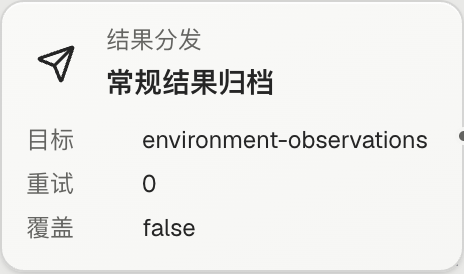 结果分发
常规结果归档
目标 environment-observations
重试 0
覆盖 false